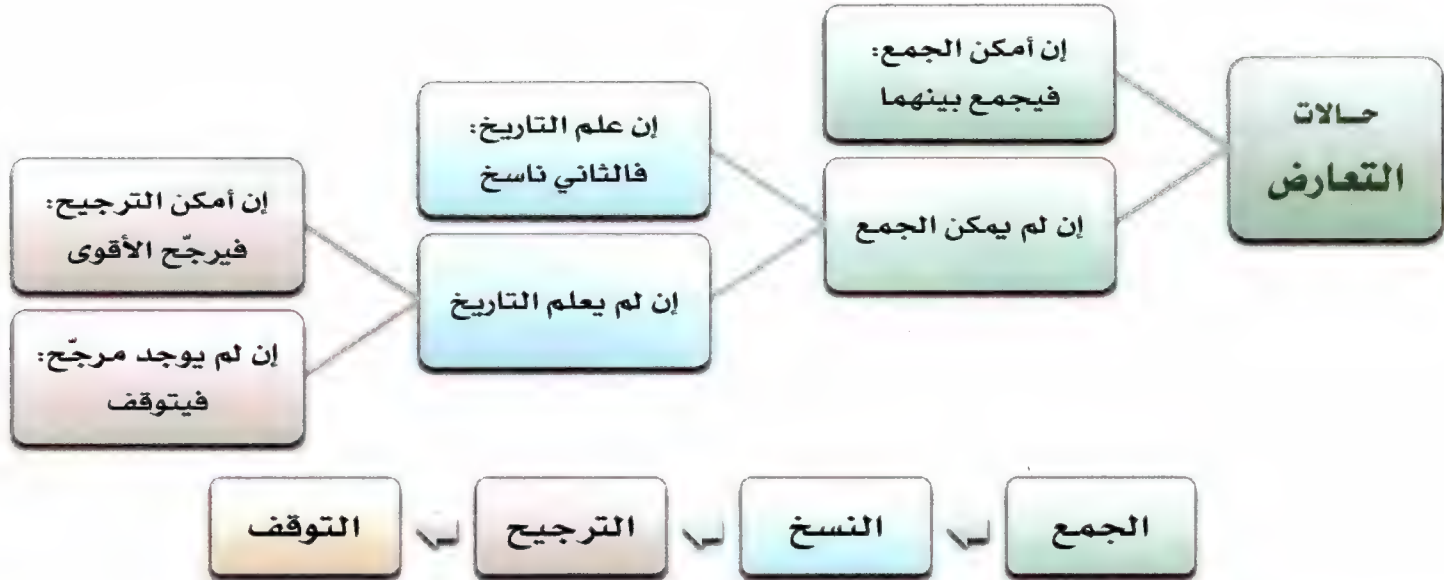 حـالات
التعارض
إن أمكن الجمع:
فيجمع بينهما
إن لم يمكن الجمع
إن علم التاريخ:
فالثاني ناسخ
إن لم يعلم التاريخ
إن أمكن الترجيح:
فيرجّح الأقوى
إن لم يوجد مرجّح:
فيتوقف
الجمع
النسخ
الترجيح
التوقف